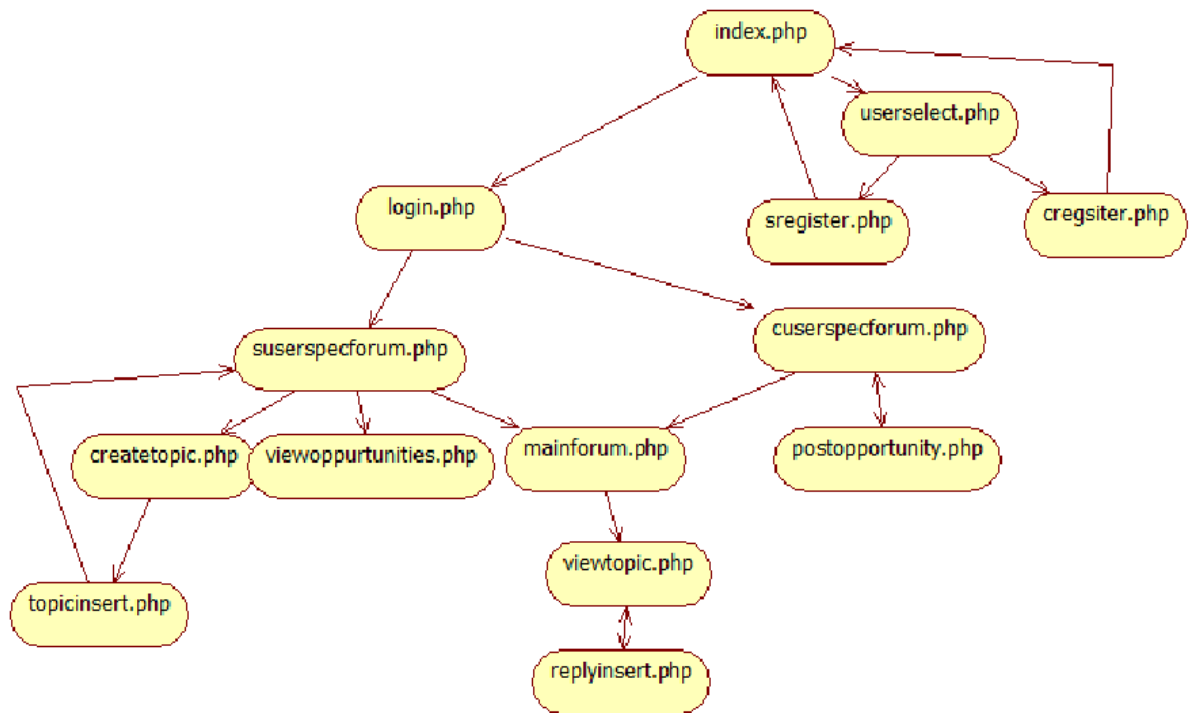 index.php
userselect.php
login.php
sregister.php
cregsiter.php
suserspecforum.php
cuserspecforum.php
createtopic.php
viewoppurtunities.php
mainforum.php
postopportunity.php
viewtopic.php
topicinsert.php
replyinsert.php